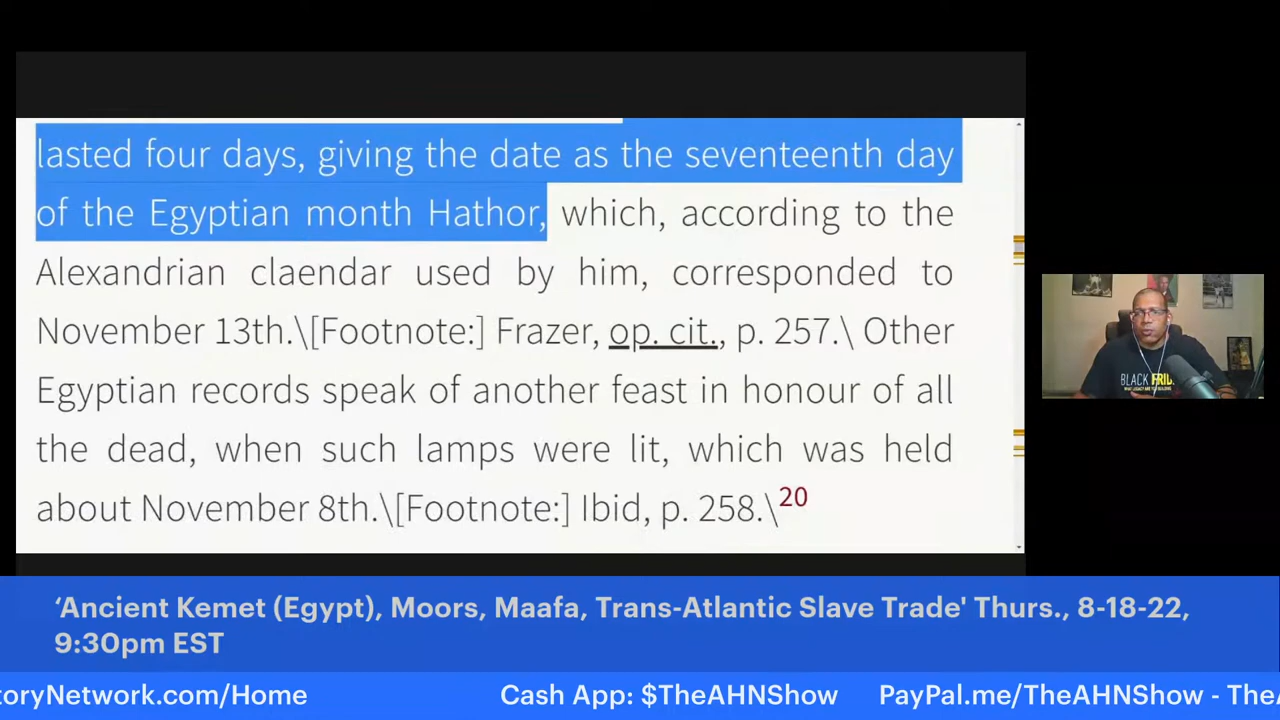 lasted four days, giving the date as the seventeenth day
of the Egyptian month Hathor, which, according to the
Alexandrian claendar used by him, corresponded to
November 13th.\[Footnote:] Frazer, op. cit., p. 257.\ Other
Egyptian records speak of another feast in honour of all
the dead, when such lamps were lit, which was held
about November 8th.\[Footnote:] Ibid, p. 258.\20
BLACK FRID
‘Ancient Kemet (Egypt), Moors, Maafa, Trans-Atlantic Slave Trade' Thurs., 8-18-22,
9:30pm EST
toryNetwork.com/Home Cash App: $TheAHNShow PayPal.me/TheAHNShow - The